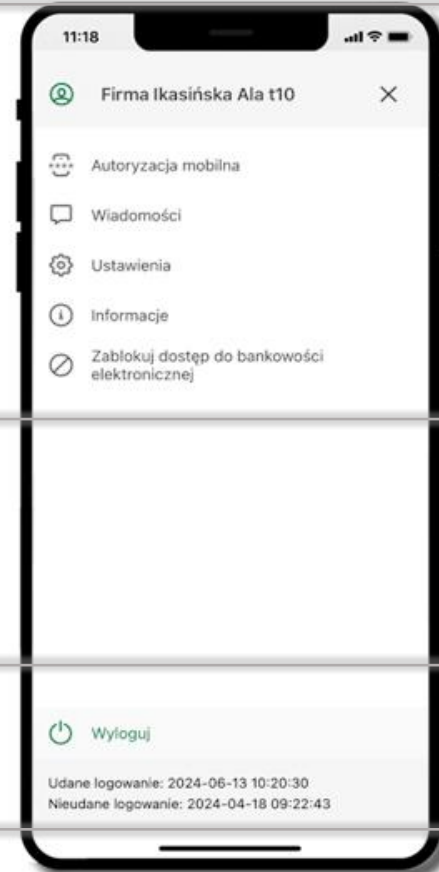 11:18
Firma Ikasińska Ala t10
Autoryzacja mobilna
Wiadomości
Ustawienia
Informacje
Zablokuj dostęp do bankowości
elektronicznej
Wyloguj
Udane logowanie: 2024-06-13 10:20:30
Nieudane logowanie: 2024-04-18 09:22:43